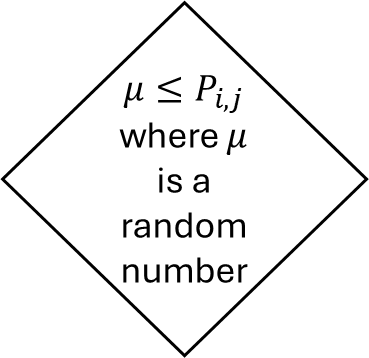 μ ≤ P_{i,j}
where μ
is a
random
number